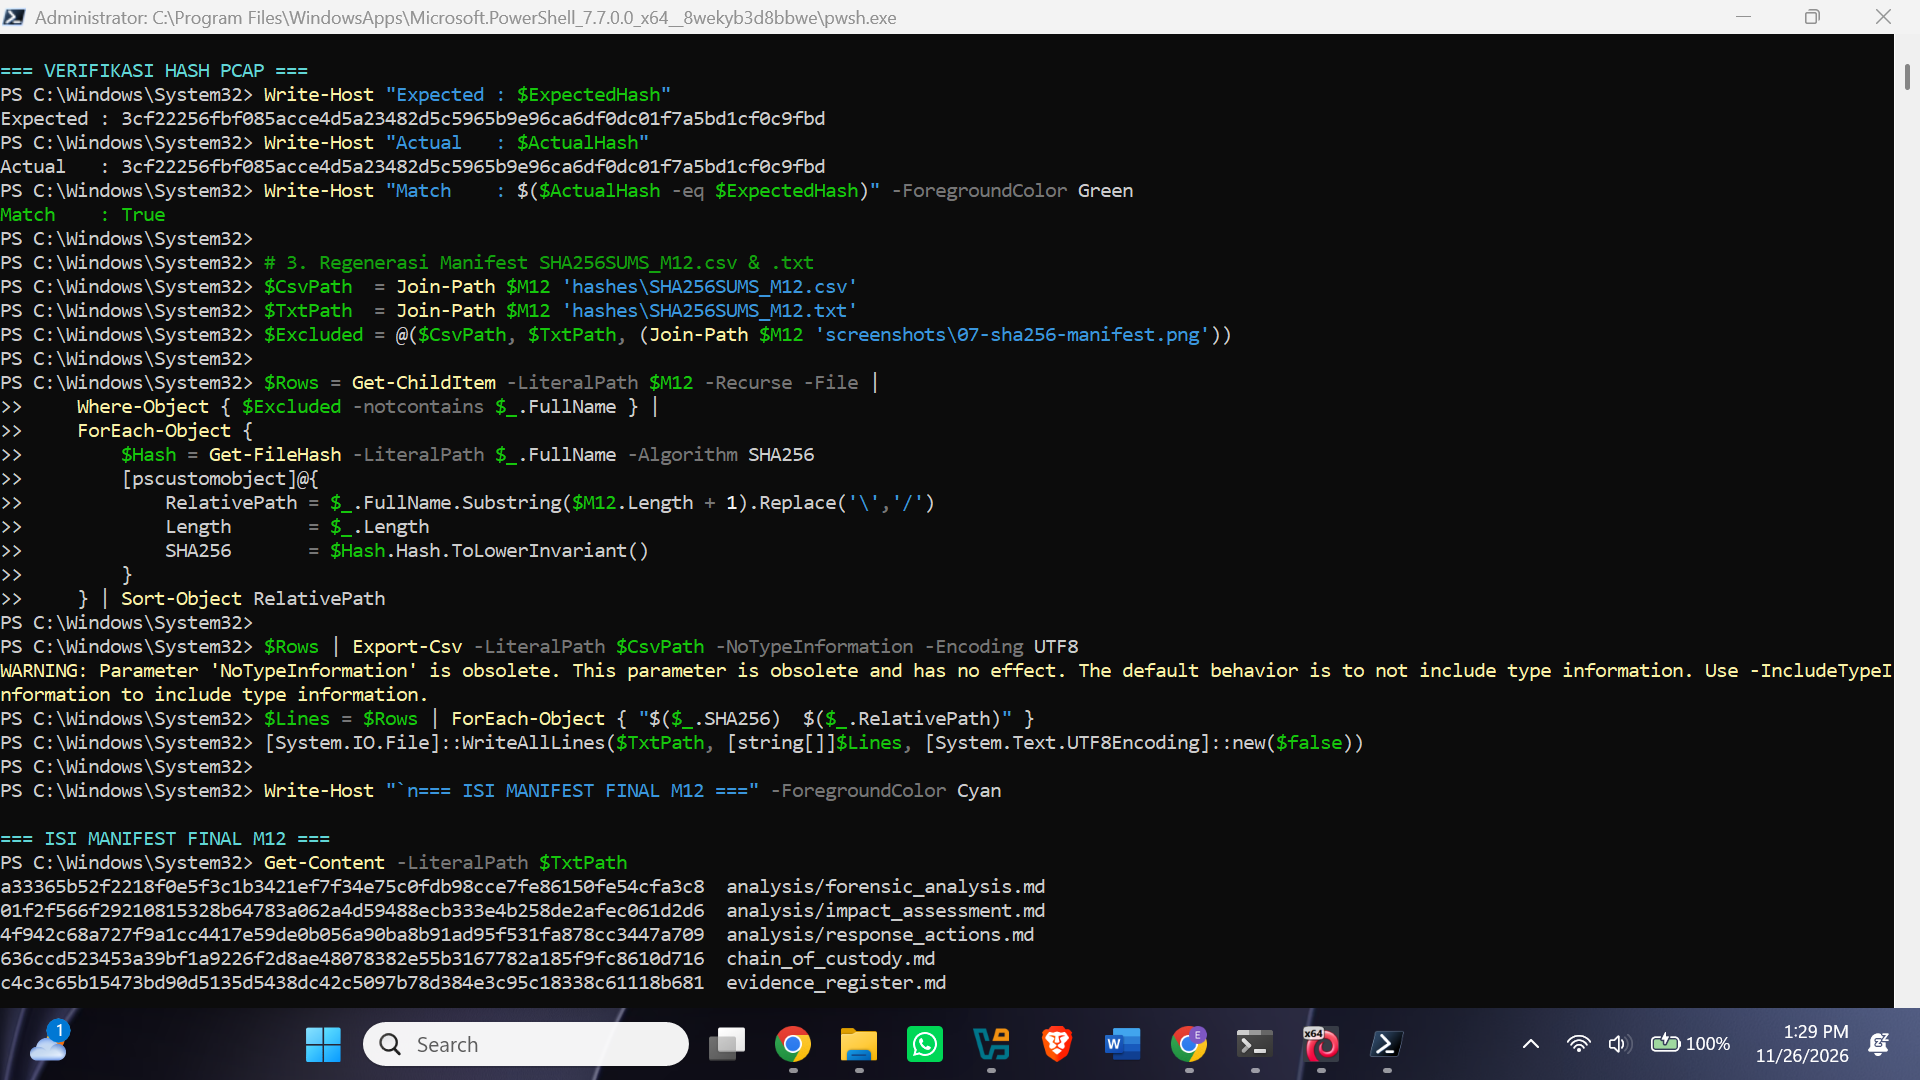 Administrator: C:\Program Files\WindowsApps\Microsoft.PowerShell_7.7.0.0_x64__8wekyb3d8bbwe\pwsh.exe
=== VERIFIKASI HASH PCAP ===
PS C:\Windows\System32> Write-Host "Expected : $ExpectedHash"
Expected : 3cf22256fbf085acce4d5a23482d5c5965b9e96ca6df0dc01f7a5bd1cf0c9fbd
PS C:\Windows\System32> Write-Host "Actual   : $ActualHash"
Actual   : 3cf22256fbf085acce4d5a23482d5c5965b9e96ca6df0dc01f7a5bd1cf0c9fbd
PS C:\Windows\System32> Write-Host "Match    : $($ActualHash -eq $ExpectedHash)" -ForegroundColor Green
Match    : True
PS C:\Windows\System32>
PS C:\Windows\System32> # 3. Regenerasi Manifest SHA256SUMS_M12.csv & .txt
PS C:\Windows\System32> $CsvPath  = Join-Path $M12 'hashes\SHA256SUMS_M12.csv'
PS C:\Windows\System32> $TxtPath  = Join-Path $M12 'hashes\SHA256SUMS_M12.txt'
PS C:\Windows\System32> $Excluded = @($CsvPath, $TxtPath, (Join-Path $M12 'screenshots\07-sha256-manifest.png'))
PS C:\Windows\System32>
PS C:\Windows\System32> $Rows = Get-ChildItem -LiteralPath $M12 -Recurse -File |
>>     Where-Object { $Excluded -notcontains $_.FullName } |
>>     ForEach-Object {
>>         $Hash = Get-FileHash -LiteralPath $_.FullName -Algorithm SHA256
>>         [pscustomobject]@{
>>             RelativePath = $_.FullName.Substring($M12.Length + 1).Replace('\','/')
>>             Length       = $_.Length
>>             SHA256       = $Hash.Hash.ToLowerInvariant()
>>         }
>>     } | Sort-Object RelativePath
PS C:\Windows\System32>
PS C:\Windows\System32> $Rows | Export-Csv -LiteralPath $CsvPath -NoTypeInformation -Encoding UTF8
WARNING: Parameter 'NoTypeInformation' is obsolete. This parameter is obsolete and has no effect. The default behavior is to not include type information. Use -IncludeTypeI
nformation to include type information.
PS C:\Windows\System32> $Lines = $Rows | ForEach-Object { "$($_.SHA256)  $($_.RelativePath)" }
PS C:\Windows\System32> [System.IO.File]::WriteAllLines($TxtPath, [string[]]$Lines, [System.Text.UTF8Encoding]::new($false))
PS C:\Windows\System32>
PS C:\Windows\System32> Write-Host "`n=== ISI MANIFEST FINAL M12 ===" -ForegroundColor Cyan
=== ISI MANIFEST FINAL M12 ===
PS C:\Windows\System32> Get-Content -LiteralPath $TxtPath
a33365b52f2218f0e5f3c1b3421ef7f34e75c0fdb98cce7fe86150fe54cfa3c8  analysis/forensic_analysis.md
01f2f566f29210815328b64783a062a4d59488ecb333e4b258de2afec061d2d6  analysis/impact_assessment.md
4f942c68a727f9a1cc4417e59de0b056a90ba8b91ad95f531fa878cc3447a709  analysis/response_actions.md
636ccd523453a39bf1a9226f2d8ae48078382e55b3167782a185f9fc8610d716  chain_of_custody.md
c4c3c65b15473bd90d5135d5438dc42c5097b78d384e3c95c18338c61118b681  evidence_register.md
1
Search
E
W
x64
100%
1:29 PM
11/26/2026